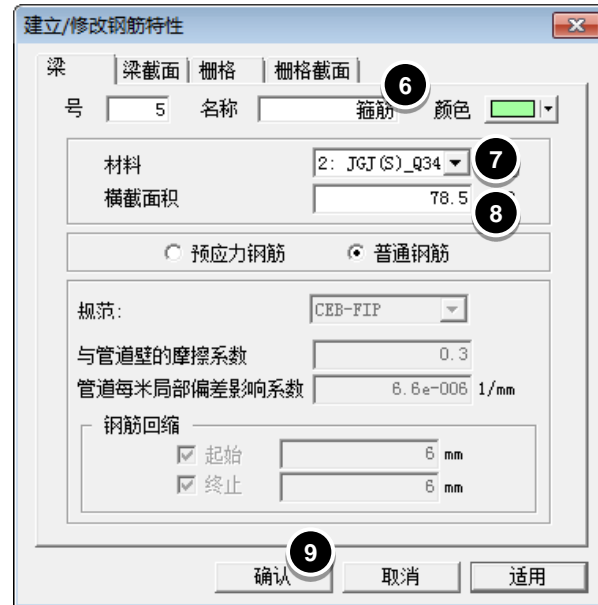 建立/修改钢筋特性
梁 梁截面 栅格 栅格截面
6
号 5 名称 箍筋 颜色
材料 2: JGJ(S)_Q34 7
横截面积 78.5
8
预应力钢筋 普通钢筋
规范: CEB-FIP
与管道壁的摩擦系数 0.3
管道每米局部偏差影响系数 6.6e-006 1/mm
钢筋回缩
起始 6 mm
终止 6 mm
9
确认 取消 适用